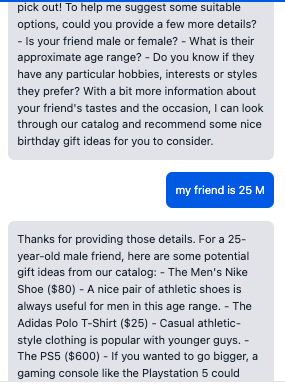 pick out! To help me suggest some suitable
options, could you provide a few more details?
- Is your friend male or female? - What is their
approximate age range? - Do you know if they
have any particular hobbies, interests or styles
they prefer? With a bit more information about
your friend's tastes and the occasion, I can look
through our catalog and recommend some nice
birthday gift ideas for you to consider.
my friend is 25 M
Thanks for providing those details. For a 25-
year-old male friend, here are some potential
gift ideas from our catalog: - The Men's Nike
Shoe ($80) - A nice pair of athletic shoes is
always useful for men in this age range. - The
Adidas Polo T-Shirt ($25) - Casual athletic-
style clothing is popular with younger guys. -
The PS5 ($600) - If you wanted to go bigger, a
gaming console like the Playstation 5 could